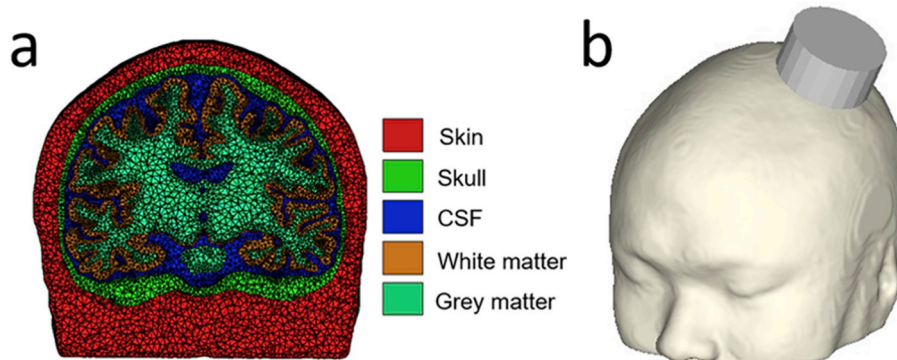 a
b
Skin
Skull
CSF
White matter
Grey matter